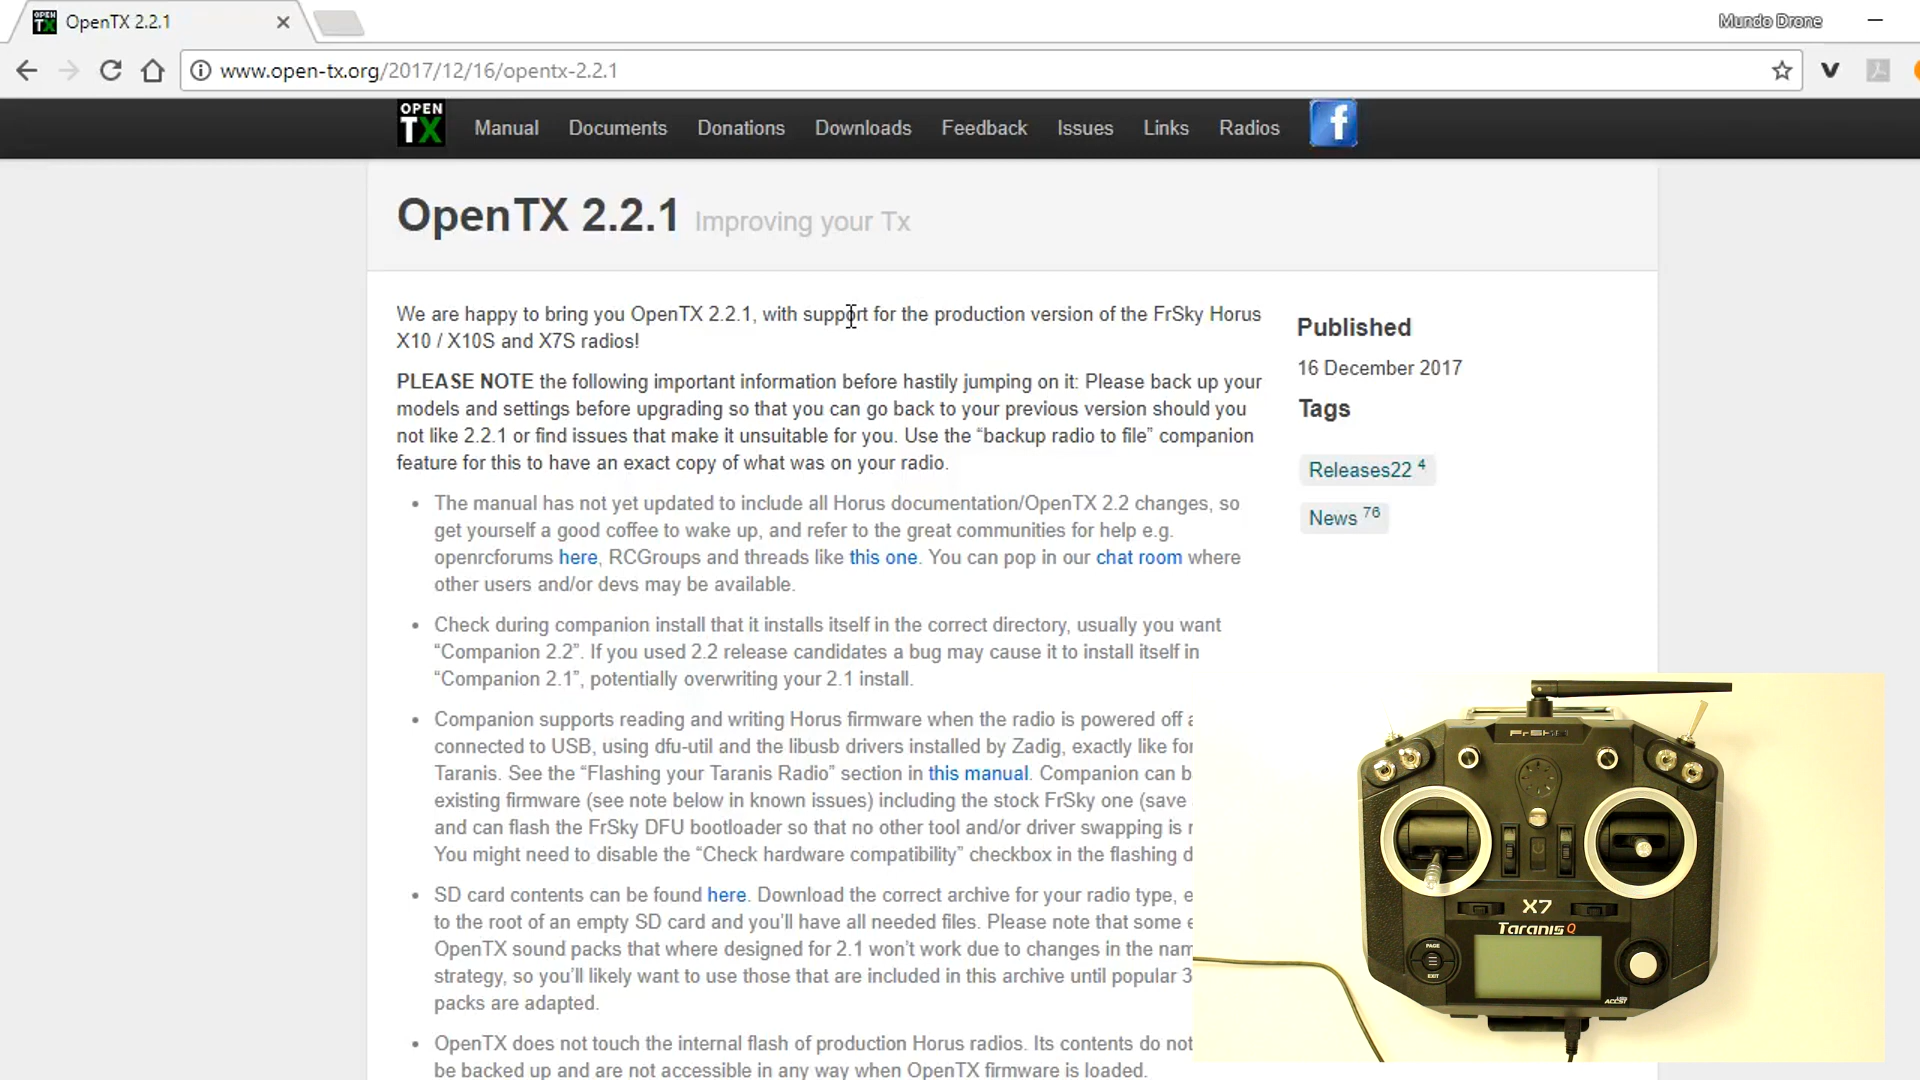 OpenTX 2.2.1
Mundo Drone
www.open-tx.org/2017/12/16/opentx-2.2.1
OPEN
TX
Manual
Documents
Donations
Downloads
Feedback
Issues
Links
Radios
f
OpenTX 2.2.1 Improving your Tx
We are happy to bring you OpenTX 2.2.1, with support for the production version of the FrSky Horus
X10 / X10S and X7S radios!
PLEASE NOTE the following important information before hastily jumping on it: Please back up your
models and settings before upgrading so that you can go back to your previous version should you
not like 2.2.1 or find issues that make it unsuitable for you. Use the “backup radio to file” companion
feature for this to have an exact copy of what was on your radio.
• The manual has not yet updated to include all Horus documentation/OpenTX 2.2 changes, so
get yourself a good coffee to wake up, and refer to the great communities for help e.g.
openrcforums here, RCGroups and threads like this one. You can pop in our chat room where
other users and/or devs may be available.
• Check during companion install that it installs itself in the correct directory, usually you want
“Companion 2.2”. If you used 2.2 release candidates a bug may cause it to install itself in
“Companion 2.1”, potentially overwriting your 2.1 install.
• Companion supports reading and writing Horus firmware when the radio is powered off a
connected to USB, using dfu-util and the libusb drivers installed by Zadig, exactly like for
Taranis. See the “Flashing your Taranis Radio” section in this manual. Companion can b
existing firmware (see note below in known issues) including the stock FrSky one (save
and can flash the FrSky DFU bootloader so that no other tool and/or driver swapping is r
You might need to disable the “Check hardware compatibility” checkbox in the flashing d
• SD card contents can be found here. Download the correct archive for your radio type, e
to the root of an empty SD card and you’ll have all needed files. Please note that some e
OpenTX sound packs that where designed for 2.1 won’t work due to changes in the nam
strategy, so you’ll likely want to use those that are included in this archive until popular 3
packs are adapted.
• OpenTX does not touch the internal flash of production Horus radios. Its contents do not
be backed up and are not accessible in any way when OpenTX firmware is loaded.
Published
16 December 2017
Tags
Releases22 4
News 76
FrSky
X7
Taranis Q
PAGE
EXIT
ACCST